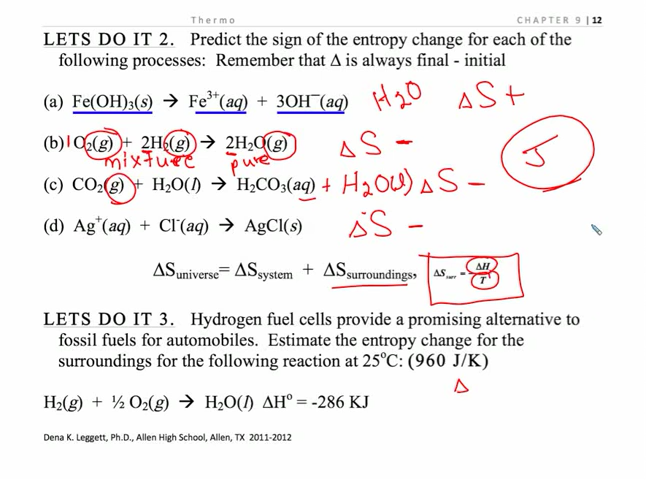 Thermo CHAPTER 9 | 12
LETS DO IT 2. Predict the sign of the entropy change for each of the
following processes: Remember that Δ is always final - initial
(a) Fe(OH)₃(s) → Fe³⁺(aq) + 3OH⁻(aq) H₂O ΔS +
(b) 1 O₂(g) + 2H₂(g) → 2H₂O(g) ΔS -
mixture pure J
(c) CO₂(g) + H₂O(l) → H₂CO₃(aq) + H₂O(l) ΔS -
(d) Ag⁺(aq) + Cl⁻(aq) → AgCl(s) ΔS -
ΔSuniverse= ΔSsystem + ΔSsurroundings, ΔSsurr = - ΔH/T
LETS DO IT 3. Hydrogen fuel cells provide a promising alternative to
fossil fuels for automobiles. Estimate the entropy change for the
surroundings for the following reaction at 25°C: (960 J/K)
Δ
H₂(g) + ½ O₂(g) → H₂O(l) ΔH° = -286 KJ
Dena K. Leggett, Ph.D., Allen High School, Allen, TX 2011-2012